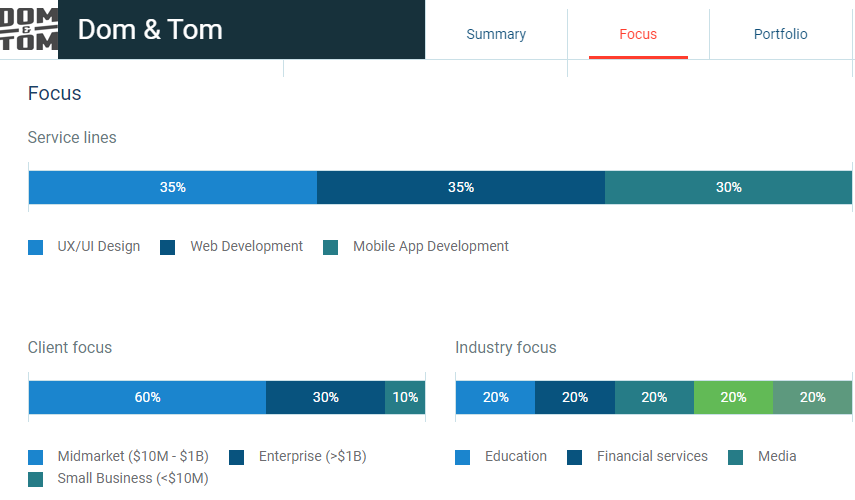 DOM
&
TOM
Dom & Tom
Summary
Focus
Portfolio
Focus
Service lines
35%
35%
30%
UX/UI Design
Web Development
Mobile App Development
Client focus
60%
30%
10%
Midmarket ($10M - $1B)
Enterprise (>$1B)
Small Business (<$10M)
Industry focus
20%
20%
20%
20%
20%
Education
Financial services
Media